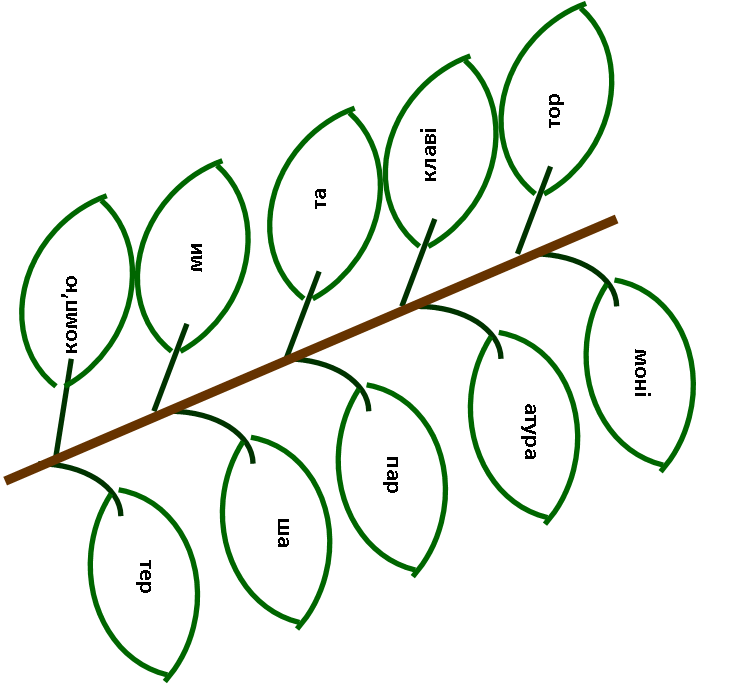 комп,ю
ми
та
клаві
тор
тер
ша
пар
атура
моні